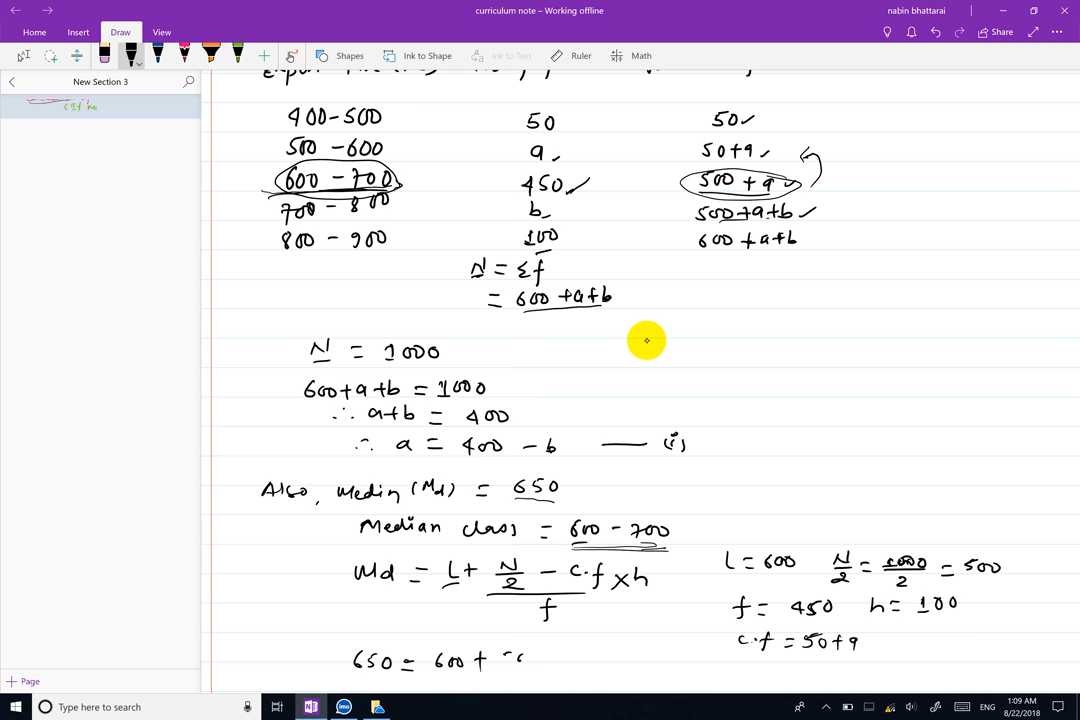 curriculum note – Working offline
nabin bhattarai
Home Insert Draw View
Share
Shapes Ink to Shape Ink to Text Ruler Math
New Section 3
400-500 50 50 ✓
500 - 600 a ✓ 50+a ✓
600 - 700 450 ✓ 500 + a ✓
700 - 800 b 500+a+b ✓
800 - 900 100 600 + a+b
N = Σf
= 600 +a+b
N = 1000
600+a+b = 1000
∴ a+b = 400
∴ a = 400 - b —— (i)
Also, Median (Md) = 650
Median class = 600 - 700
Md = L + (N/2 - c.f)/f × h
L = 600 N/2 = 1000/2 = 500
f = 450 h = 100
c.f = 50+a
650 = 600 +
+ Page
Type here to search
ENG
1:09 AM
8/22/2018